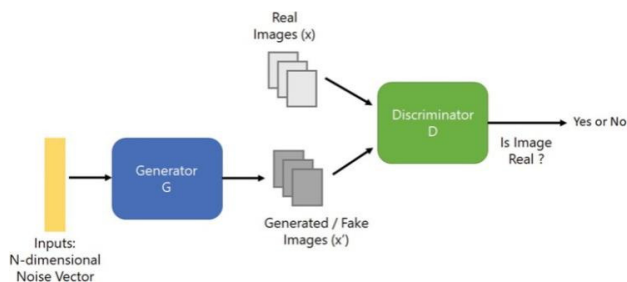 Real
Images (x)
Discriminator
D
Yes or No
Is Image
Real ?
Generator
G
Generated / Fake
Images (x’)
Inputs:
N-dimensional
Noise Vector